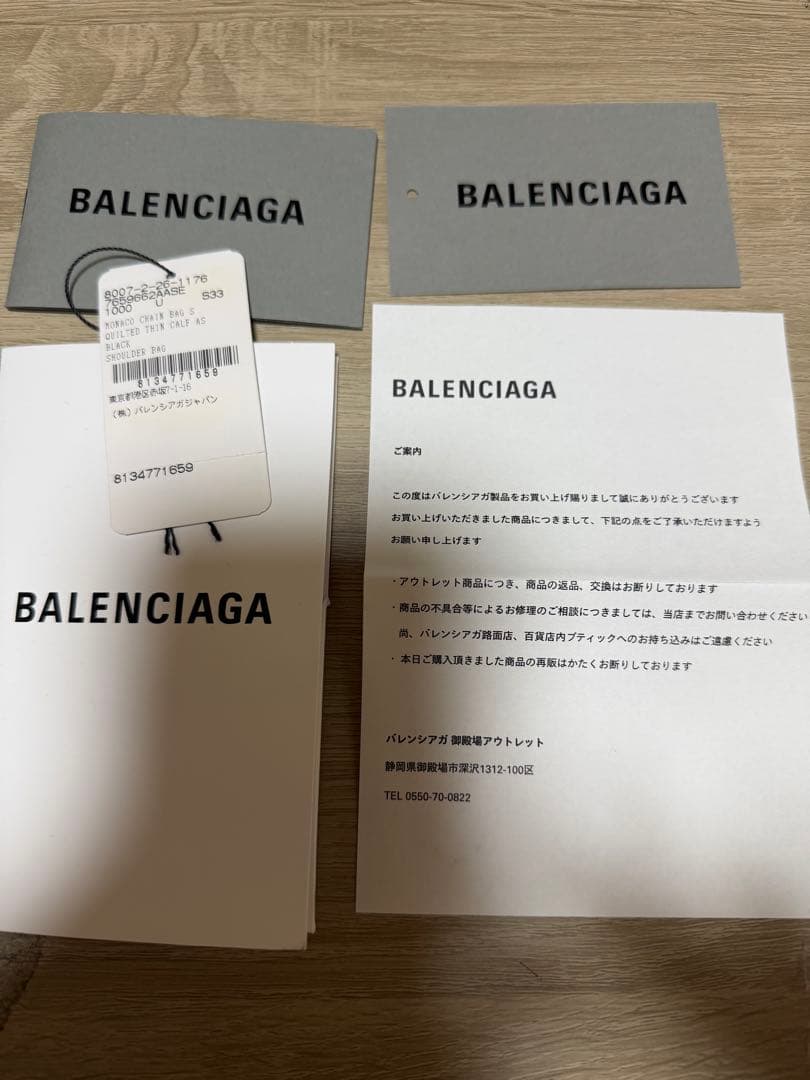 BALENCIAGA
BALENCIAGA
8007-2-26-1176
7659662AASE
1000 U S33
MONACO CHAIN BAG S
QUILTED THIN CALF AS
BLACK
SHOULDER BAG
8134771659
東京都港区赤坂7-1-16
(株)バレンシアガジャパン
8134771659
BALENCIAGA
BALENCIAGA
ご案内
この度はバレンシアガ製品をお買い上げ賜りまして誠にありがとうございます
お買い上げいただきました商品につきまして、下記の点をご了承いただけますよう
お願い申し上げます
・アウトレット商品につき、商品の返品、交換はお断りしております
・商品の不具合等によるお修理のご相談につきましては、当店までお問い合わせください
尚、バレンシアガ路面店、百貨店内ブティックへのお持ち込みはご遠慮ください
・本日ご購入頂きました商品の再販はかたくお断りしております
バレンシアガ 御殿場アウトレット
静岡県御殿場市深沢1312-100区
TEL 0550-70-0822